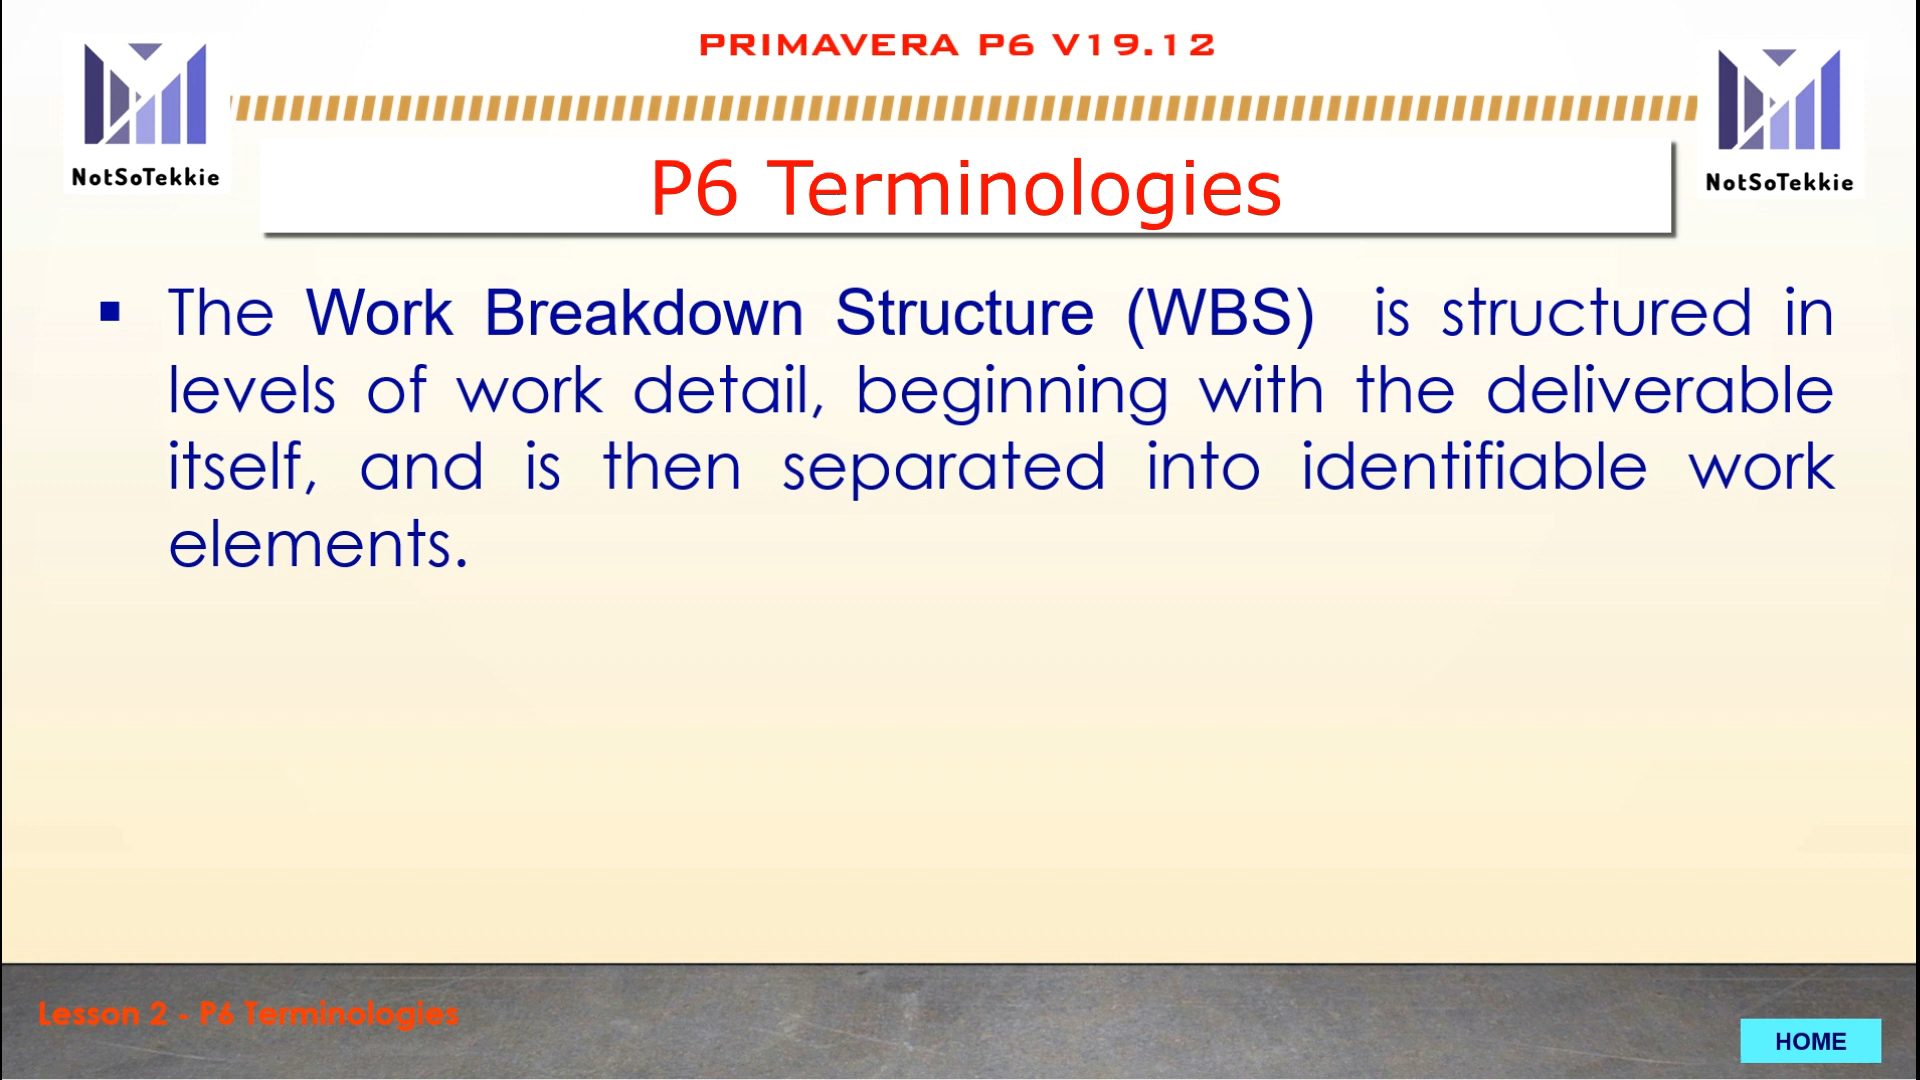 PRIMAVERA P6 V19.12
NotSoTekkie
NotSoTekkie
P6 Terminologies
▪ The Work Breakdown Structure (WBS) is structured in
levels of work detail, beginning with the deliverable
itself, and is then separated into identifiable work
elements.
Lesson 2 - P6 Terminologies
HOME